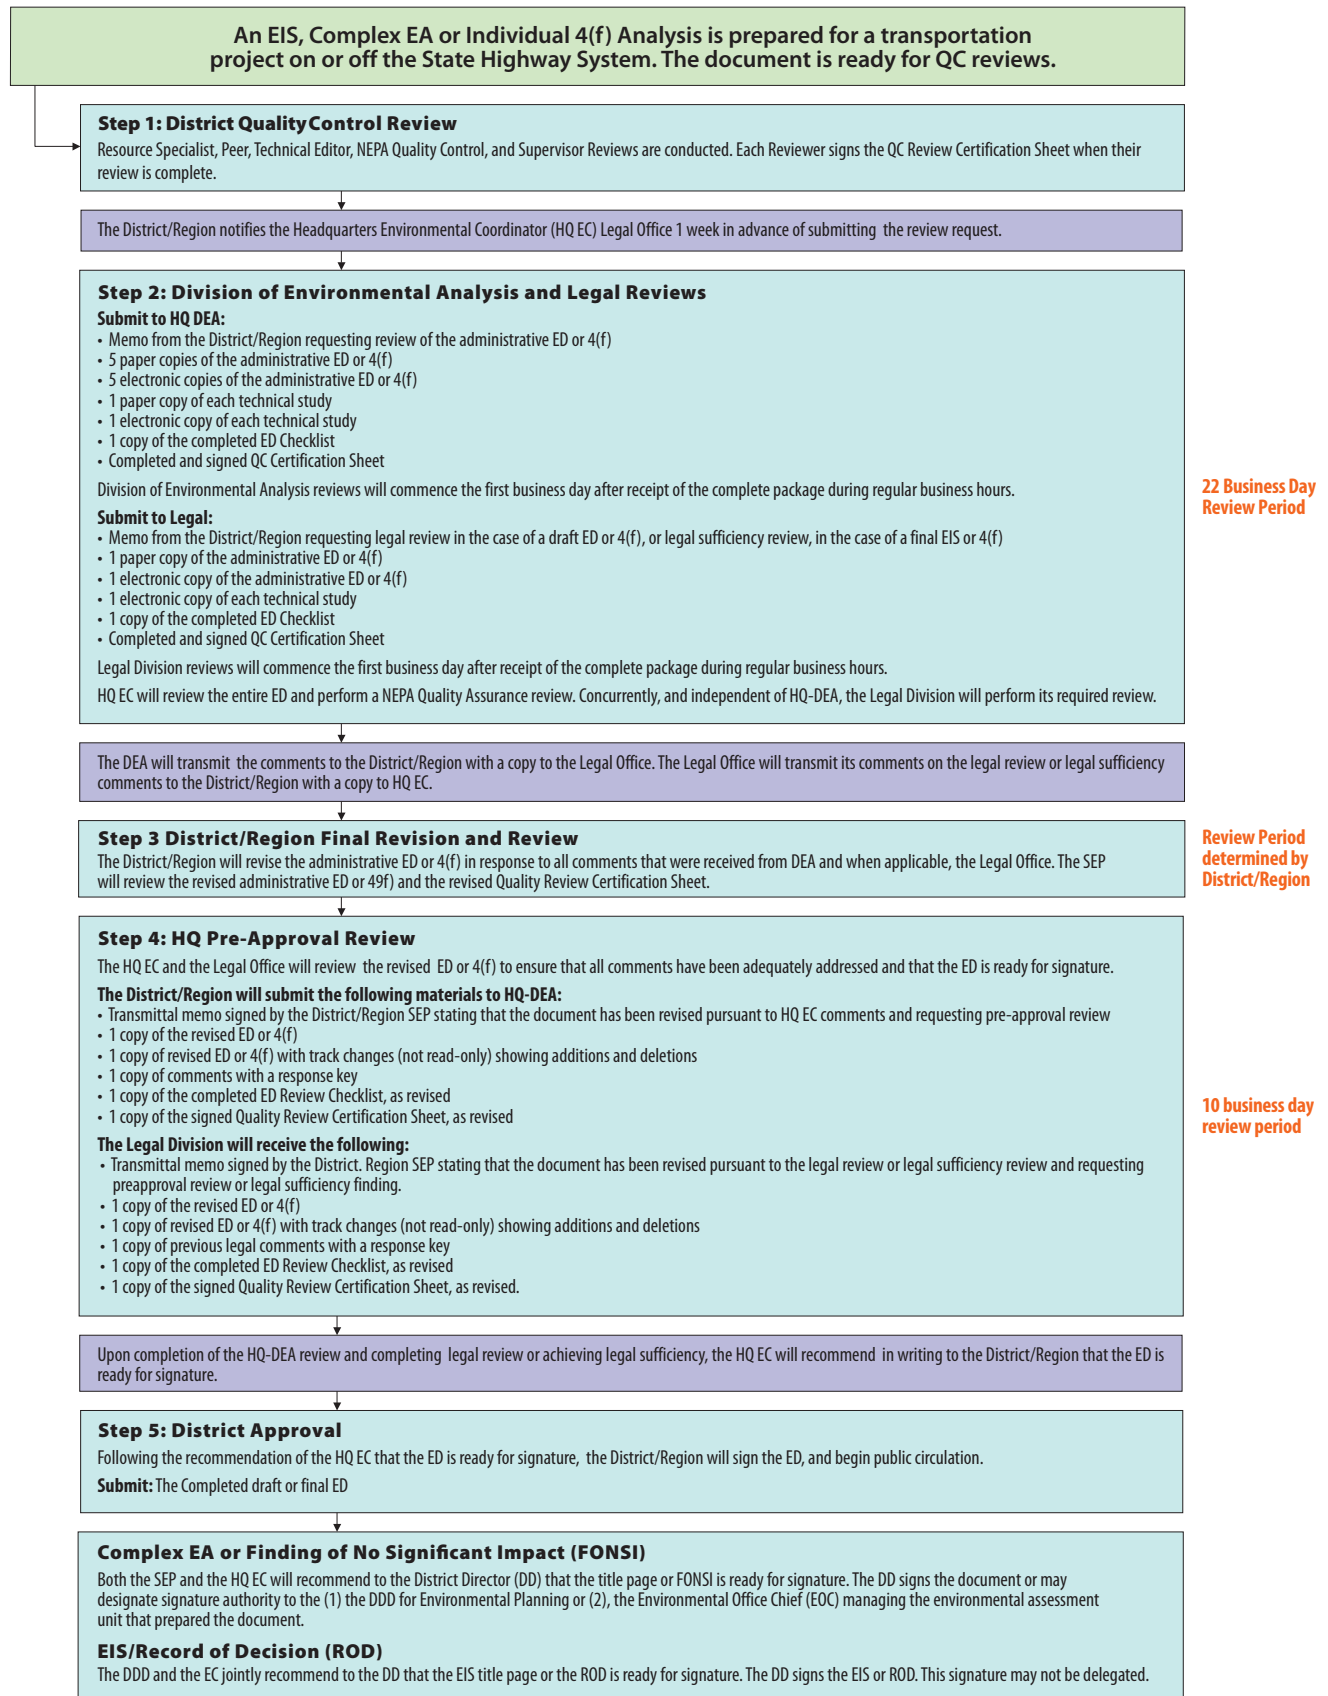 An EIS, Complex EA or Individual 4(f) Analysis is prepared for a transportation
project on or off the State Highway System. The document is ready for QC reviews.
Step 1: District QualityControl Review
Resource Specialist, Peer, Technical Editor, NEPA Quality Control, and Supervisor Reviews are conducted. Each Reviewer signs the QC Review Certification Sheet when their
review is complete.
The District/Region notifies the Headquarters Environmental Coordinator (HQ EC) Legal Office 1 week in advance of submitting the review request.
Step 2: Division of Environmental Analysis and Legal Reviews
Submit to HQ DEA:
• Memo from the District/Region requesting review of the administrative ED or 4(f)
• 5 paper copies of the administrative ED or 4(f)
• 5 electronic copies of the administrative ED or 4(f)
• 1 paper copy of each technical study
• 1 electronic copy of each technical study
• 1 copy of the completed ED Checklist
• Completed and signed QC Certification Sheet
Division of Environmental Analysis reviews will commence the first business day after receipt of the complete package during regular business hours.
Submit to Legal:
• Memo from the District/Region requesting legal review in the case of a draft ED or 4(f), or legal sufficiency review, in the case of a final EIS or 4(f)
• 1 paper copy of the administrative ED or 4(f)
• 1 electronic copy of the administrative ED or 4(f)
• 1 electronic copy of each technical study
• 1 copy of the completed ED Checklist
• Completed and signed QC Certification Sheet
Legal Division reviews will commence the first business day after receipt of the complete package during regular business hours.
HQ EC will review the entire ED and perform a NEPA Quality Assurance review. Concurrently, and independent of HQ-DEA, the Legal Division will perform its required review.
22 Business Day
Review Period
The DEA will transmit the comments to the District/Region with a copy to the Legal Office. The Legal Office will transmit its comments on the legal review or legal sufficiency
comments to the District/Region with a copy to HQ EC.
Step 3 District/Region Final Revision and Review
The District/Region will revise the administrative ED or 4(f) in response to all comments that were received from DEA and when applicable, the Legal Office. The SEP
will review the revised administrative ED or 49f) and the revised Quality Review Certification Sheet.
Review Period
determined by
District/Region
Step 4: HQ Pre-Approval Review
The HQ EC and the Legal Office will review the revised ED or 4(f) to ensure that all comments have been adequately addressed and that the ED is ready for signature.
The District/Region will submit the following materials to HQ-DEA:
• Transmittal memo signed by the District/Region SEP stating that the document has been revised pursuant to HQ EC comments and requesting pre-approval review
• 1 copy of the revised ED or 4(f)
• 1 copy of revised ED or 4(f) with track changes (not read-only) showing additions and deletions
• 1 copy of comments with a response key
• 1 copy of the completed ED Review Checklist, as revised
• 1 copy of the signed Quality Review Certification Sheet, as revised
The Legal Division will receive the following:
• Transmittal memo signed by the District. Region SEP stating that the document has been revised pursuant to the legal review or legal sufficiency review and requesting
preapproval review or legal sufficiency finding.
• 1 copy of the revised ED or 4(f)
• 1 copy of revised ED or 4(f) with track changes (not read-only) showing additions and deletions
• 1 copy of previous legal comments with a response key
• 1 copy of the completed ED Review Checklist, as revised
• 1 copy of the signed Quality Review Certification Sheet, as revised.
10 business day
review period
Upon completion of the HQ-DEA review and completing legal review or achieving legal sufficiency, the HQ EC will recommend in writing to the District/Region that the ED is
ready for signature.
Step 5: District Approval
Following the recommendation of the HQ EC that the ED is ready for signature, the District/Region will sign the ED, and begin public circulation.
Submit: The Completed draft or final ED
Complex EA or Finding of No Significant Impact (FONSI)
Both the SEP and the HQ EC will recommend to the District Director (DD) that the title page or FONSI is ready for signature. The DD signs the document or may
designate signature authority to the (1) the DDD for Environmental Planning or (2), the Environmental Office Chief (EOC) managing the environmental assessment
unit that prepared the document.
EIS/Record of Decision (ROD)
The DDD and the EC jointly recommend to the DD that the EIS title page or the ROD is ready for signature. The DD signs the EIS or ROD. This signature may not be delegated.